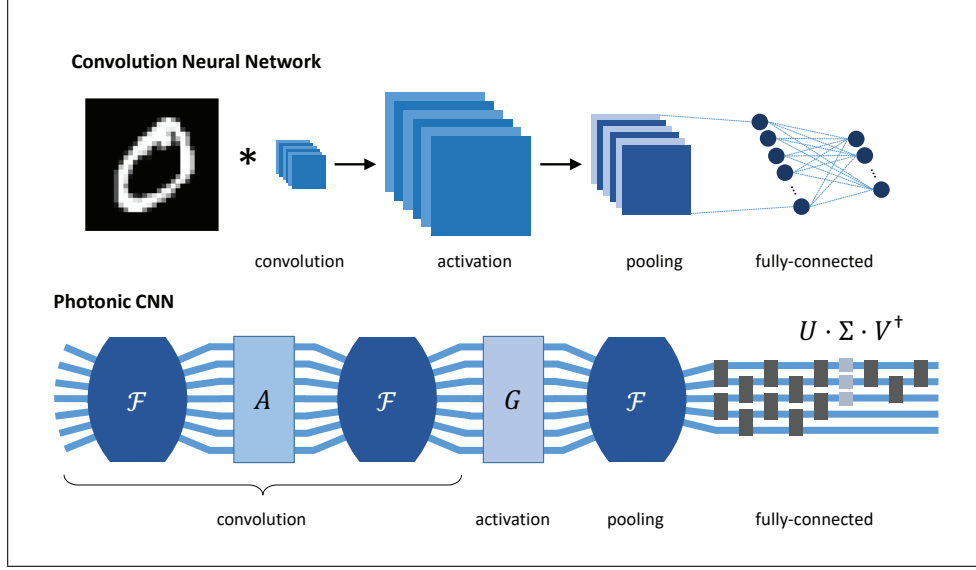 Convolution Neural Network
*
convolution activation pooling fully-connected
Photonic CNN
U · Σ · V†
ℱ A ℱ G ℱ
convolution activation pooling fully-connected